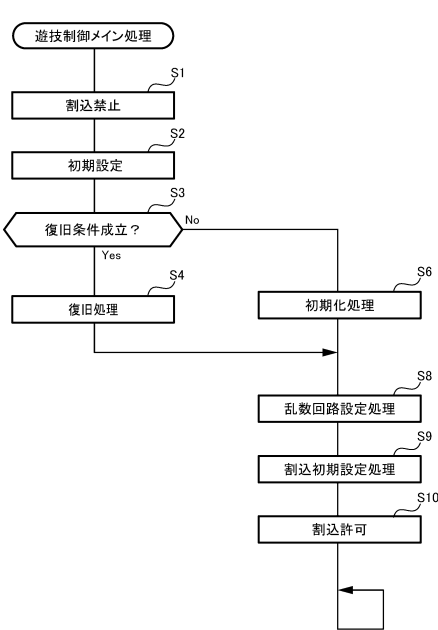 遊技制御メイン処理
S1
割込禁止
S2
初期設定
S3
復旧条件成立？
No
Yes
S4
復旧処理
S6
初期化処理
S8
乱数回路設定処理
S9
割込初期設定処理
S10
割込許可